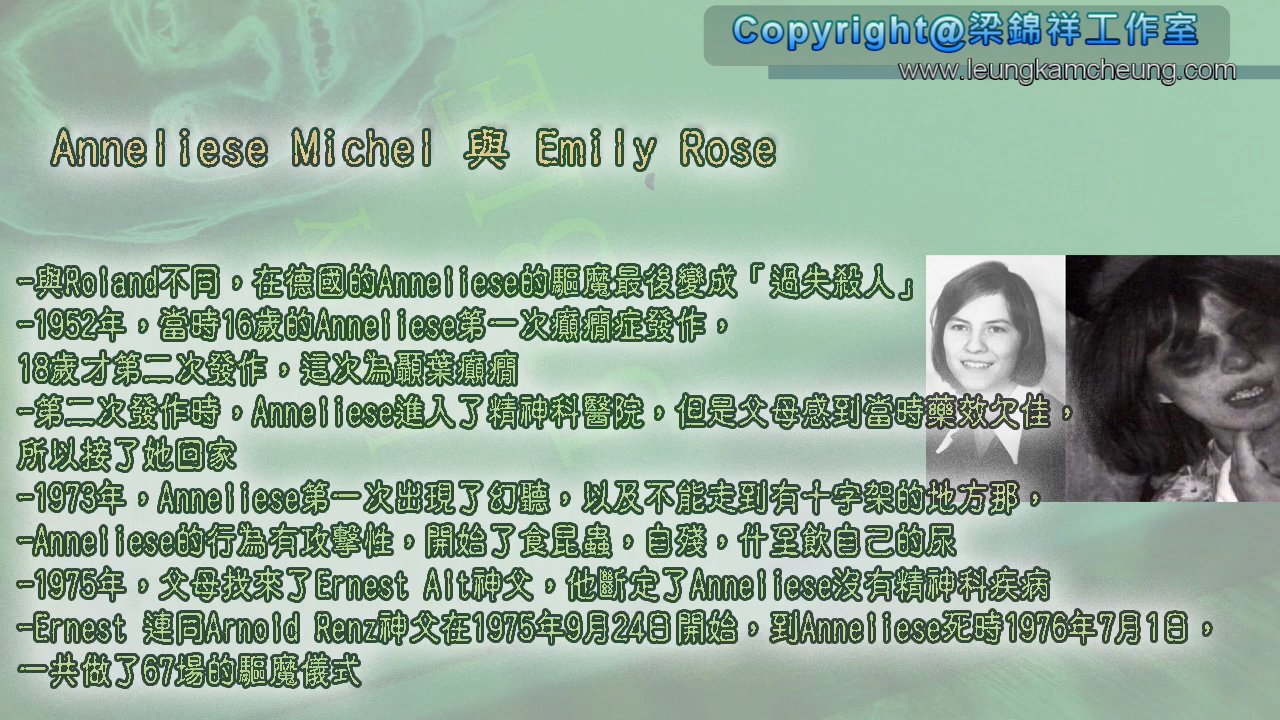 Copyright@梁錦祥工作室
www.leungkamcheung.com
Anneliese Michel 與 Emily Rose
-與Roland不同，在德國的Anneliese的驅魔最後變成「過失殺人」
-1952年，當時16歲的Anneliese第一次癲癇症發作，
18歲才第二次發作，這次為顳葉癲癇
-第二次發作時，Anneliese進入了精神科醫院，但是父母感到當時藥效欠佳，
所以接了她回家
-1973年，Anneliese第一次出現了幻聽，以及不能走到有十字架的地方那，
-Anneliese的行為有攻擊性，開始了食昆蟲，自殘，什至飲自己的尿
-1975年，父母找來了Ernest Alt神父，他斷定了Anneliese沒有精神科疾病
-Ernest 連同Arnold Renz神父在1975年9月24日開始，到Anneliese死時1976年7月1日，
一共做了67場的驅魔儀式